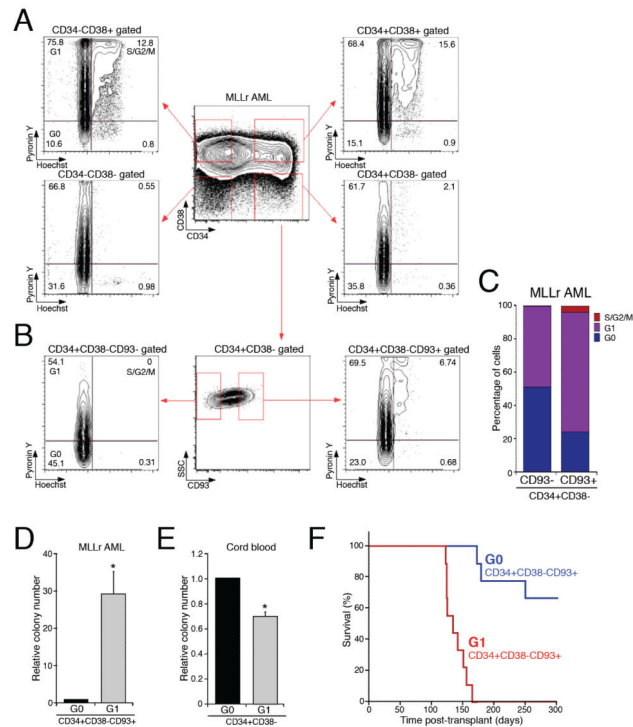 A
CD34-CD38+ gated
75.8
12.8
G1
S/G2/M
G0
10.6
0.8
Pyronin Y
Hoechst
MLLr AML
CD38
CD34
CD34+CD38+ gated
68.4
15.6
15.1
0.9
Pyronin Y
Hoechst
CD34-CD38- gated
66.8
0.55
31.6
0.98
Pyronin Y
Hoechst
CD34+CD38- gated
61.7
2.1
35.8
0.36
Pyronin Y
Hoechst
B
CD34+CD38-CD93- gated
54.1
0
G1
S/G2/M
G0
45.1
0.31
Pyronin Y
Hoechst
CD34+CD38- gated
SSC
CD93
CD34+CD38-CD93+ gated
69.5
6.74
23.0
0.68
Pyronin Y
Hoechst
C
MLLr AML
S/G2/M
G1
G0
Percentage of cells
100
80
60
40
20
0
CD93-
CD93+
CD34+CD38-
D
MLLr AML
Relative colony number
40
30
20
10
0
*
G0
G1
CD34+CD38-CD93+
E
Cord blood
Relative colony number
1.2
1.0
0.8
0.6
0.4
0.2
0
*
G0
G1
CD34+CD38-
F
Survival (%)
100
80
60
40
20
0
G0
CD34+CD38-CD93+
G1
CD34+CD38-CD93+
0
100
150
200
250
300
Time post-transplant (days)